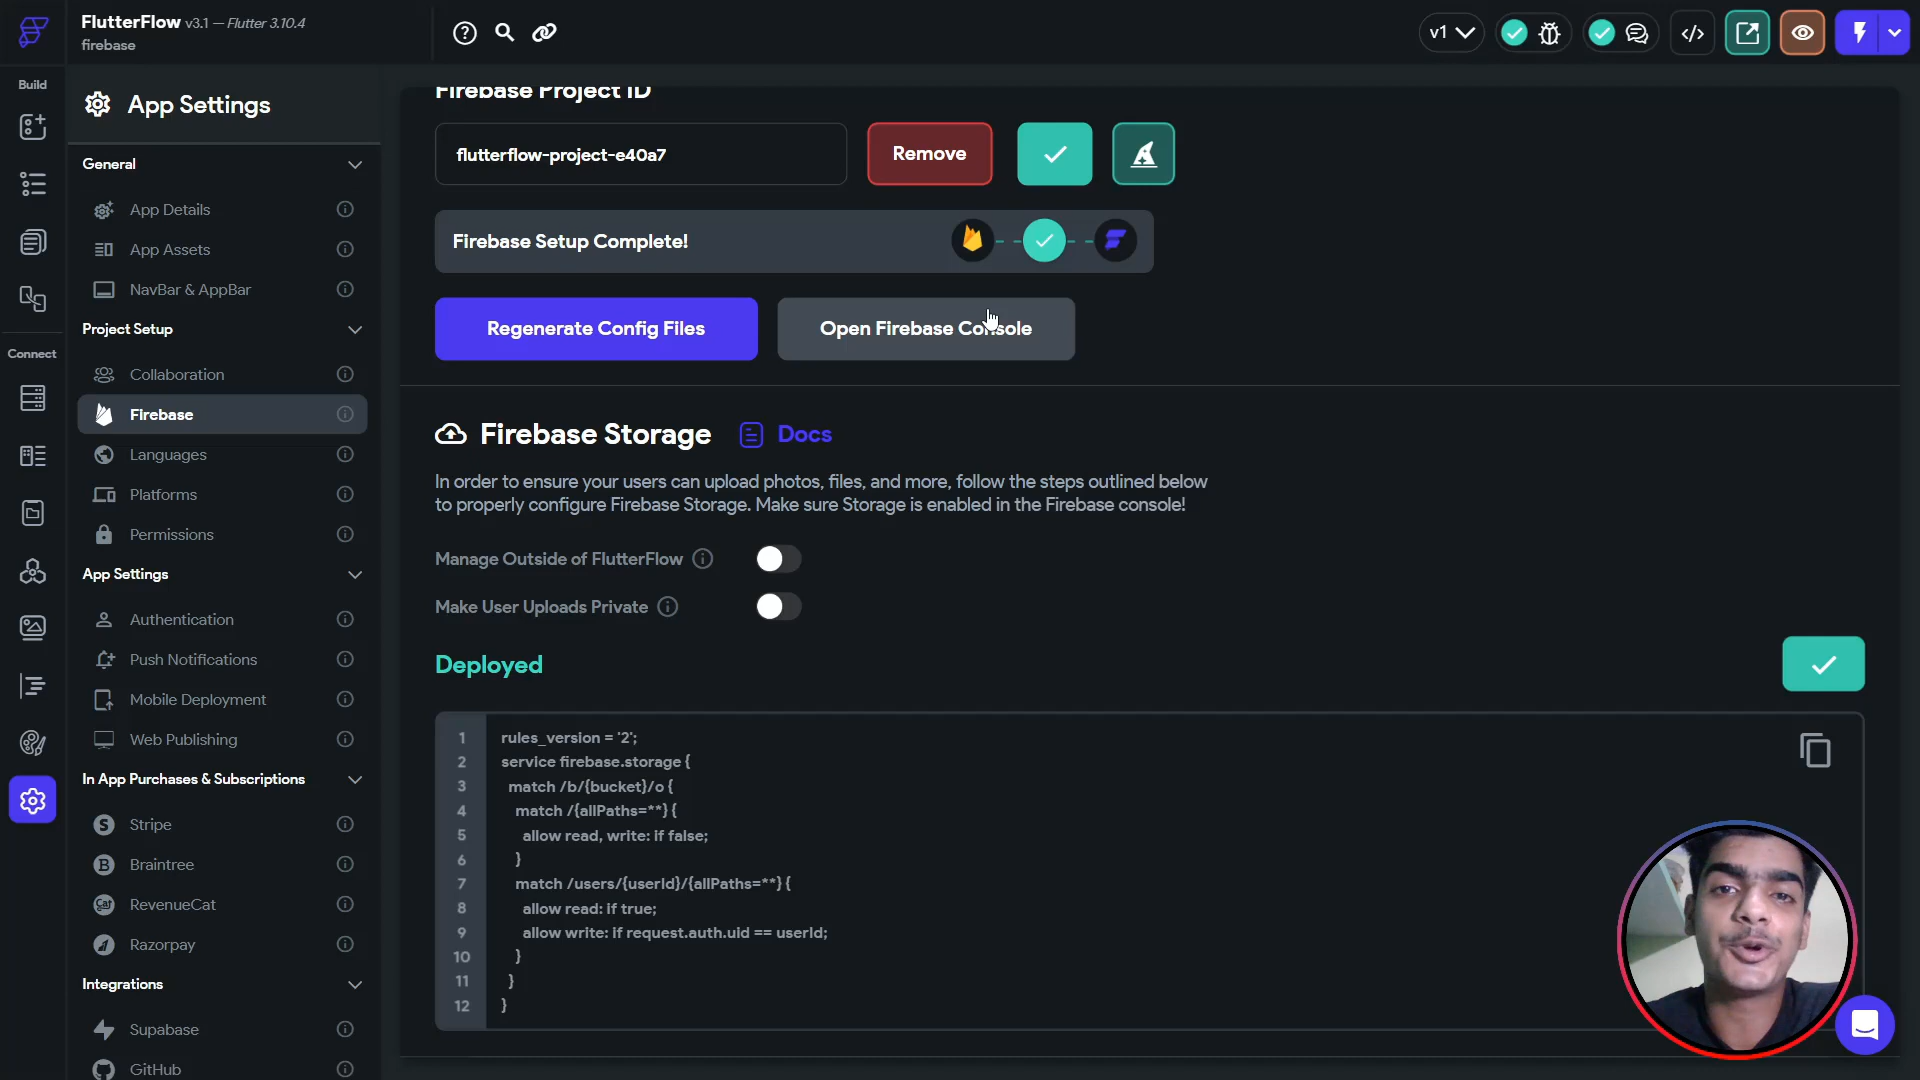 FlutterFlow v3.1 — Flutter 3.10.4
firebase
v1
Build
Connect
App Settings
General
App Details
App Assets
NavBar & AppBar
Project Setup
Collaboration
Firebase
Languages
Platforms
Permissions
App Settings
Authentication
Push Notifications
Mobile Deployment
Web Publishing
In App Purchases & Subscriptions
Stripe
Braintree
RevenueCat
Razorpay
Integrations
Supabase
GitHub
Firebase Project ID
flutterflow-project-e40a7
Remove
Firebase Setup Complete!
Regenerate Config Files
Open Firebase Console
Firebase Storage
Docs
In order to ensure your users can upload photos, files, and more, follow the steps outlined below
to properly configure Firebase Storage. Make sure Storage is enabled in the Firebase console!
Manage Outside of FlutterFlow
Make User Uploads Private
Deployed
1 rules_version = '2';
2 service firebase.storage {
3 match /b/{bucket}/o {
4 match /{allPaths=**} {
5 allow read, write: if false;
6 }
7 match /users/{userId}/{allPaths=**} {
8 allow read: if true;
9 allow write: if request.auth.uid == userId;
10 }
11 }
12 }